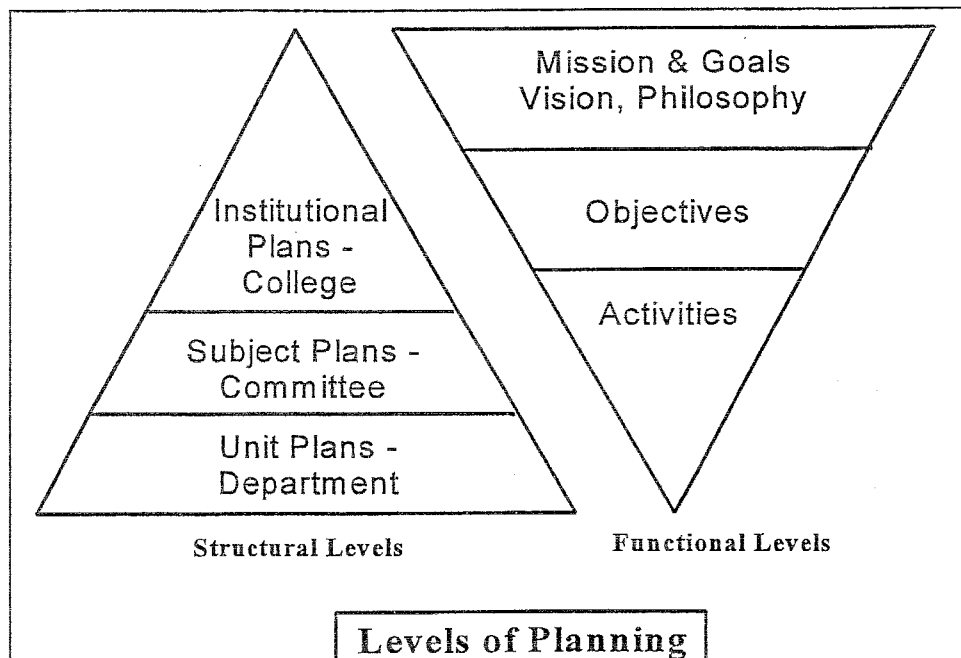 Institutional
Plans -
College
Subject Plans -
Committee
Unit Plans -
Department
Structural Levels
Mission & Goals
Vision, Philosophy
Objectives
Activities
Functional Levels
Levels of Planning